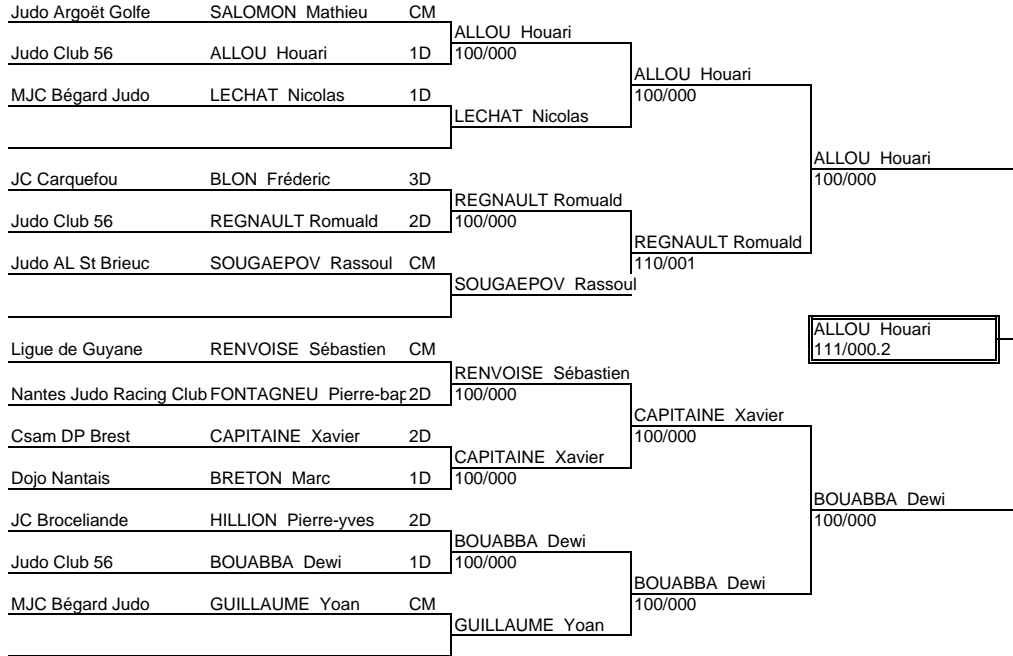 Judo Argoët Golfe SALOMON Mathieu CM
ALLOU Houari
Judo Club 56 ALLOU Houari 1D 100/000
ALLOU Houari
MJC Bégard Judo LECHAT Nicolas 1D 100/000
LECHAT Nicolas
ALLOU Houari
JC Carquefou BLON Fréderic 3D 100/000
REGNAULT Romuald
Judo Club 56 REGNAULT Romuald 2D 100/000
REGNAULT Romuald
Judo AL St Brieuc SOUGAEPOV Rassoul CM 110/001
SOUGAEPOV Rassoul
ALLOU Houari
111/000.2
Ligue de Guyane RENVOISE Sébastien CM
RENVOISE Sébastien
Nantes Judo Racing Club FONTAGNEU Pierre-bap 2D 100/000
CAPITAINE Xavier
Csam DP Brest CAPITAINE Xavier 2D 100/000
CAPITAINE Xavier
Dojo Nantais BRETON Marc 1D 100/000
BOUABBA Dewi
JC Broceliande HILLION Pierre-yves 2D 100/000
BOUABBA Dewi
Judo Club 56 BOUABBA Dewi 1D 100/000
BOUABBA Dewi
MJC Bégard Judo GUILLAUME Yoan CM 100/000
GUILLAUME Yoan